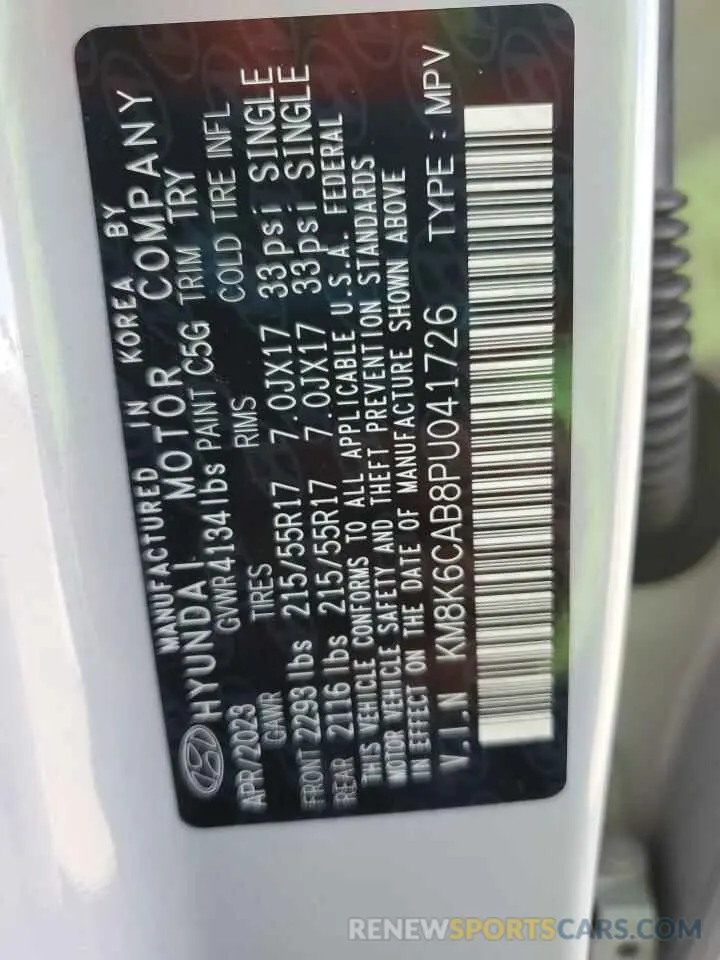 MANUFACTURED IN KOREA BY
HYUNDAI MOTOR COMPANY
APR/2023 GVWR 4134 lbs PAINT C5G TRIM TRY
GAWR TIRES RIMS COLD TIRE INFL
FRONT 2293 lbs 215/55R17 7.0JX17 33psi SINGLE
REAR 2116 lbs 215/55R17 7.0JX17 33psi SINGLE
THIS VEHICLE CONFORMS TO ALL APPLICABLE U.S.A. FEDERAL
MOTOR VEHICLE SAFETY AND THEFT PREVENTION STANDARDS
IN EFFECT ON THE DATE OF MANUFACTURE SHOWN ABOVE
V.I.N KM8K6CAB8PU041726 TYPE : MPV
RENEWSPORTSCARS.COM